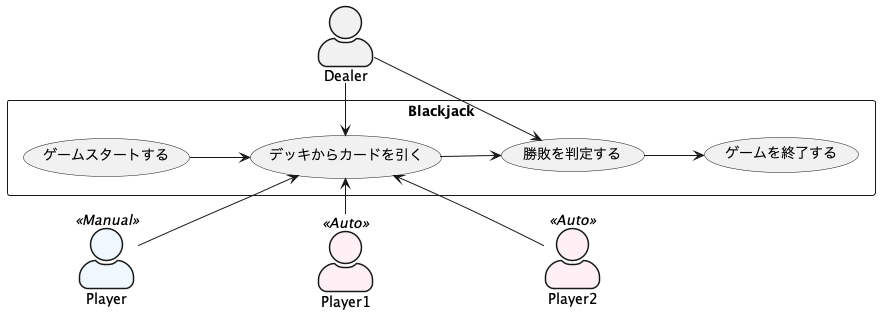 Dealer
Blackjack
ゲームスタートする
デッキからカードを引く
勝敗を判定する
ゲームを終了する
«Manual»
Player
«Auto»
Player1
«Auto»
Player2